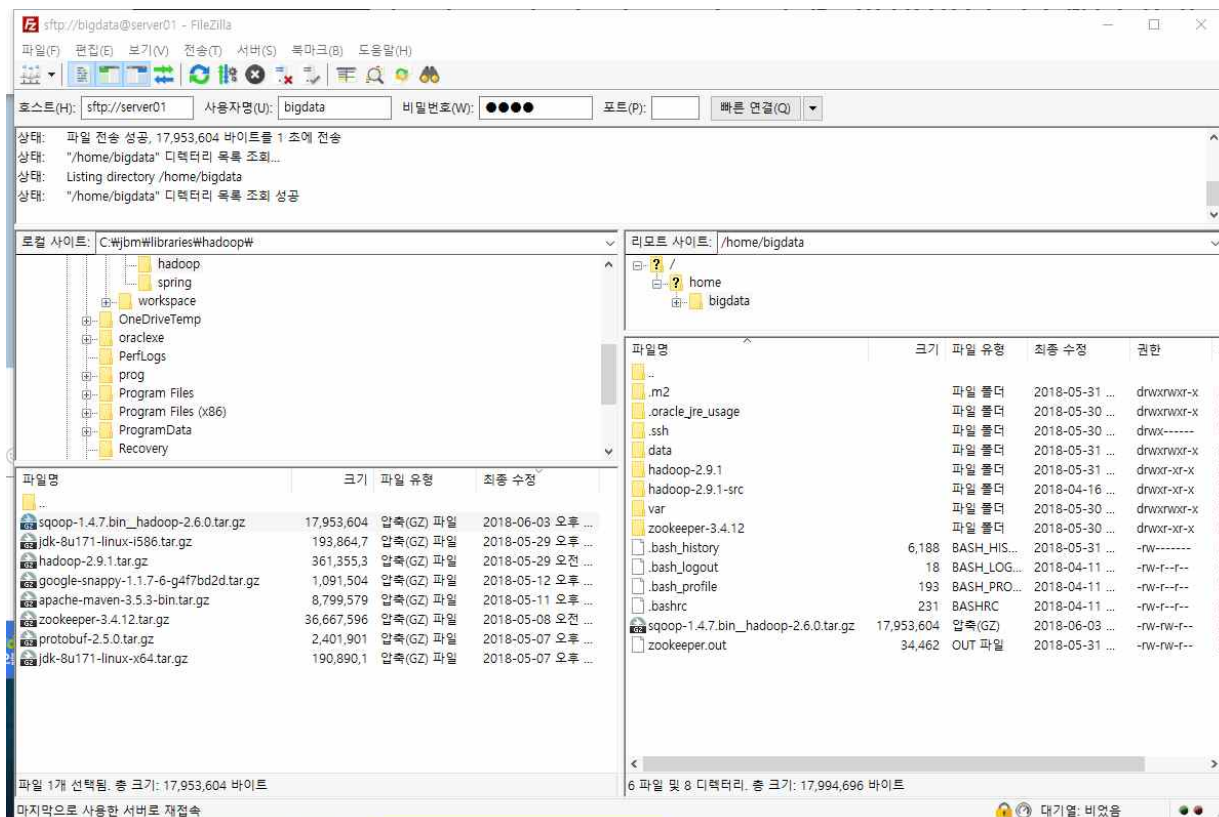 sftp://bigdata@server01 - FileZilla
파일(F) 편집(E) 보기(V) 전송(T) 서버(S) 북마크(B) 도움말(H)
호스트(H): sftp://server01 사용자명(U): bigdata 비밀번호(W): ●●●● 포트(P): 빠른 연결(Q)
상태: 파일 전송 성공, 17,953,604 바이트를 1 초에 전송
상태: "/home/bigdata" 디렉터리 목록 조회...
상태: Listing directory /home/bigdata
상태: "/home/bigdata" 디렉터리 목록 조회 성공
로컬 사이트: C:₩jbm₩libraries₩hadoop₩
hadoop
spring
workspace
OneDriveTemp
oraclexe
PerfLogs
prog
Program Files
Program Files (x86)
ProgramData
Recovery
파일명 크기 파일 유형 최종 수정
..
sqoop-1.4.7.bin__hadoop-2.6.0.tar.gz 17,953,604 압축(GZ) 파일 2018-06-03 오후 ...
jdk-8u171-linux-i586.tar.gz 193,864,7 압축(GZ) 파일 2018-05-29 오후 ...
hadoop-2.9.1.tar.gz 361,355,3 압축(GZ) 파일 2018-05-29 오전 ...
google-snappy-1.1.7-6-g4f7bd2d.tar.gz 1,091,504 압축(GZ) 파일 2018-05-12 오후 ...
apache-maven-3.5.3-bin.tar.gz 8,799,579 압축(GZ) 파일 2018-05-11 오후 ...
zookeeper-3.4.12.tar.gz 36,667,596 압축(GZ) 파일 2018-05-08 오전 ...
protobuf-2.5.0.tar.gz 2,401,901 압축(GZ) 파일 2018-05-07 오후 ...
jdk-8u171-linux-x64.tar.gz 190,890,1 압축(GZ) 파일 2018-05-07 오후 ...
파일 1개 선택됨. 총 크기: 17,953,604 바이트
리모트 사이트: /home/bigdata
/
home
bigdata
파일명 크기 파일 유형 최종 수정 권한
..
.m2 파일 폴더 2018-05-31 ... drwxrwxr-x
.oracle_jre_usage 파일 폴더 2018-05-30 ... drwxrwxr-x
.ssh 파일 폴더 2018-05-30 ... drwx------
data 파일 폴더 2018-05-31 ... drwxrwxr-x
hadoop-2.9.1 파일 폴더 2018-05-31 ... drwxr-xr-x
hadoop-2.9.1-src 파일 폴더 2018-04-16 ... drwxr-xr-x
var 파일 폴더 2018-05-30 ... drwxrwxr-x
zookeeper-3.4.12 파일 폴더 2018-05-30 ... drwxr-xr-x
.bash_history 6,188 BASH_HIS... 2018-05-31 ... -rw-------
.bash_logout 18 BASH_LOG... 2018-04-11 ... -rw-r--r--
.bash_profile 193 BASH_PRO... 2018-04-11 ... -rw-r--r--
.bashrc 231 BASHRC 2018-04-11 ... -rw-r--r--
sqoop-1.4.7.bin__hadoop-2.6.0.tar.gz 17,953,604 압축(GZ) 2018-06-03 ... -rw-rw-r--
zookeeper.out 34,462 OUT 파일 2018-05-31 ... -rw-rw-r--
6 파일 및 8 디렉터리. 총 크기: 17,994,696 바이트
마지막으로 사용한 서버로 재접속 대기열: 비었음